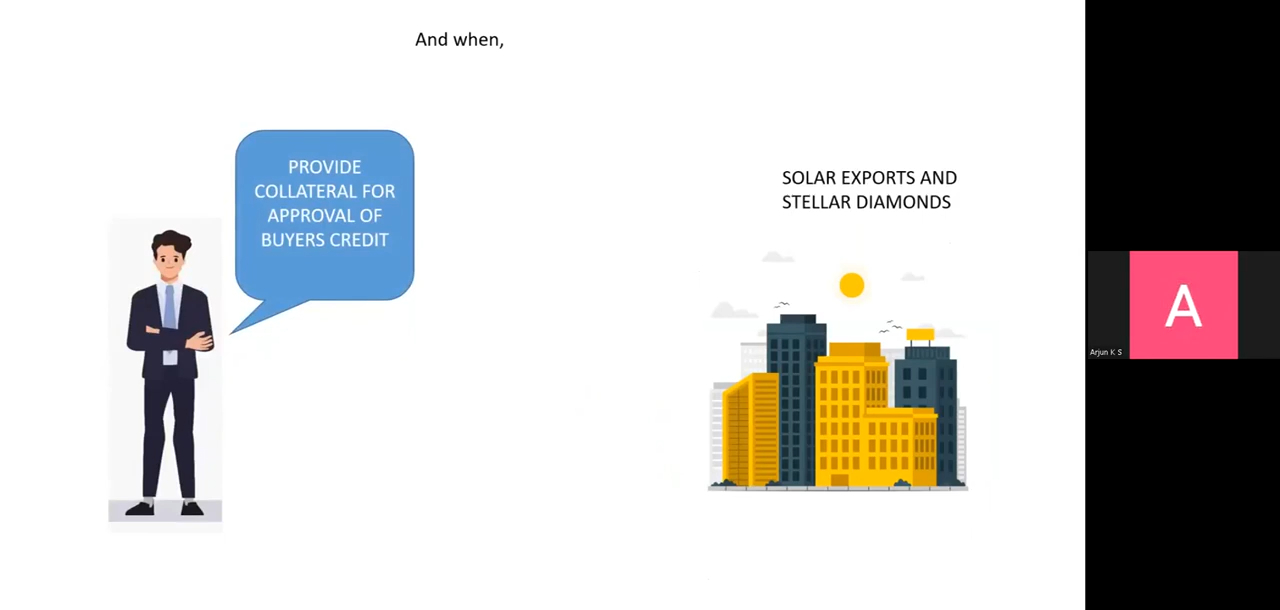 And when,
PROVIDE
COLLATERAL FOR
APPROVAL OF
BUYERS CREDIT
SOLAR EXPORTS AND
STELLAR DIAMONDS
A
Arjun K S